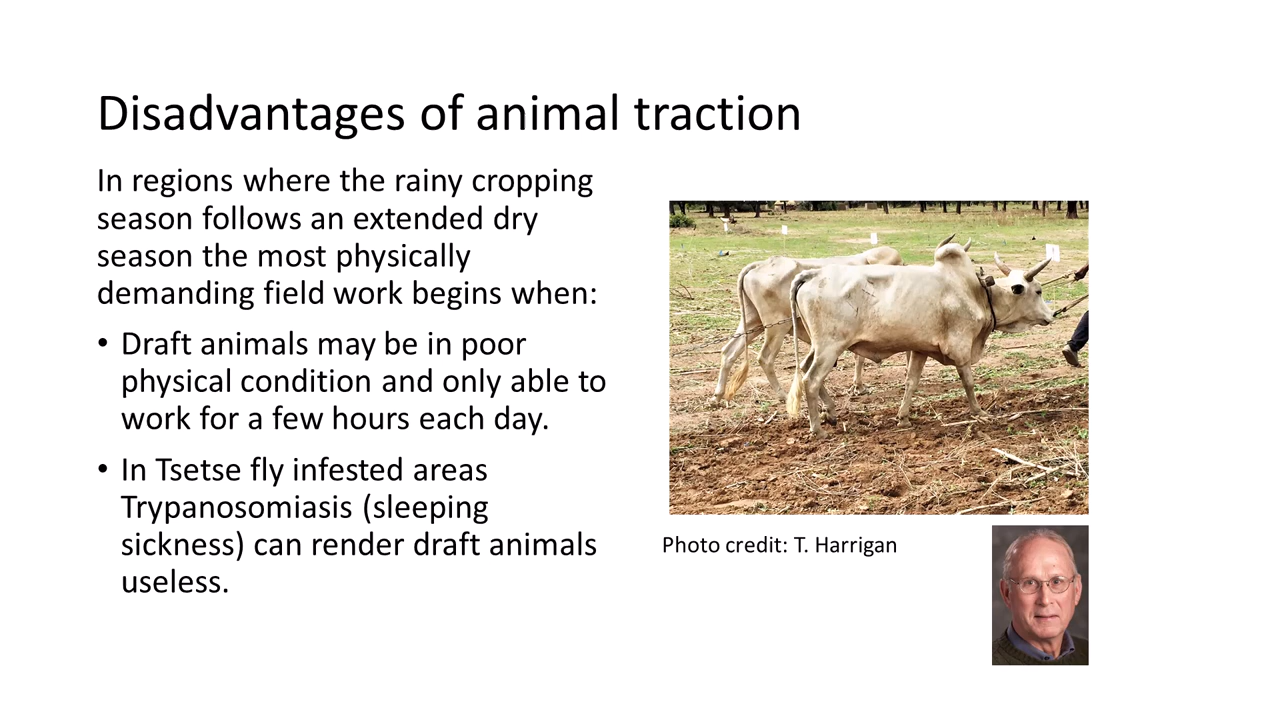 Disadvantages of animal traction
In regions where the rainy cropping
season follows an extended dry
season the most physically
demanding field work begins when:
• Draft animals may be in poor
physical condition and only able to
work for a few hours each day.
• In Tsetse fly infested areas
Trypanosomiasis (sleeping
sickness) can render draft animals
useless.
Photo credit: T. Harrigan